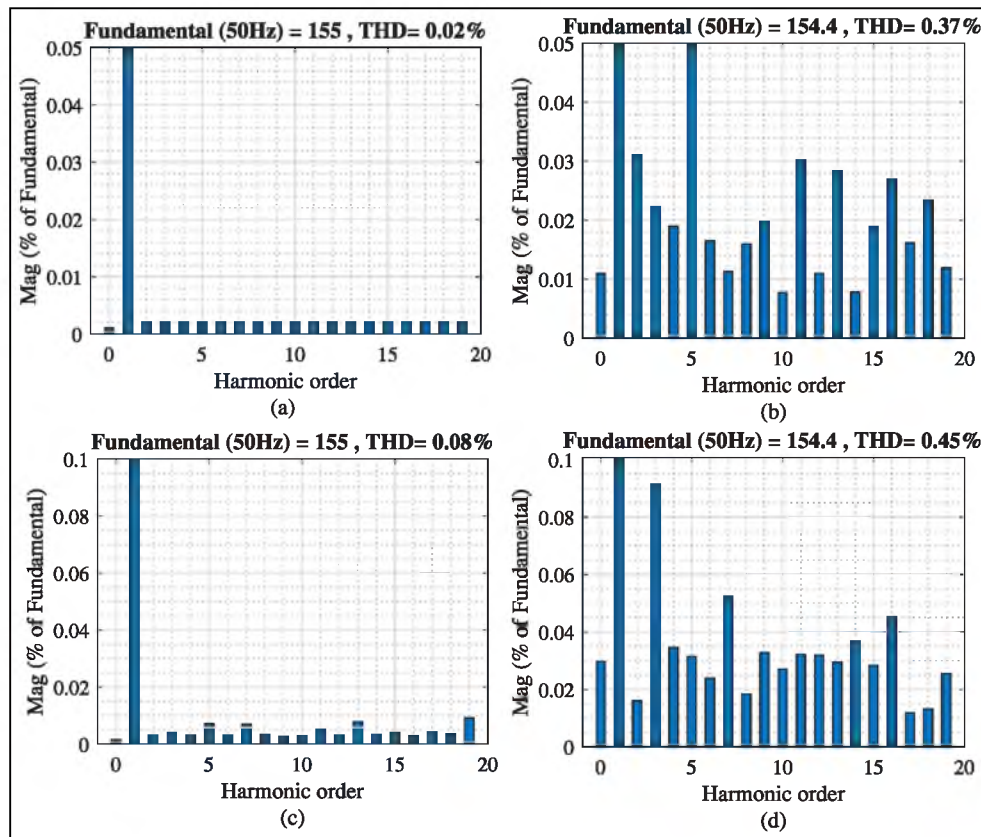 Fundamental (50Hz) = 155 , THD= 0.02%
0.05
0.04
0.03
0.02
0.01
0
Mag (% of Fundamental)
0 5 10 15 20
Harmonic order
(a)
Fundamental (50Hz) = 154.4 , THD= 0.37%
0.05
0.04
0.03
0.02
0.01
0
Mag (% of Fundamental)
0 5 10 15 20
Harmonic order
(b)
Fundamental (50Hz) = 155 , THD= 0.08%
0.1
0.08
0.06
0.04
0.02
0
Mag (% of Fundamental)
0 5 10 15 20
Harmonic order
(c)
Fundamental (50Hz) = 154.4 , THD= 0.45%
0.1
0.08
0.06
0.04
0.02
0
Mag (% of Fundamental)
0 5 10 15 20
Harmonic order
(d)